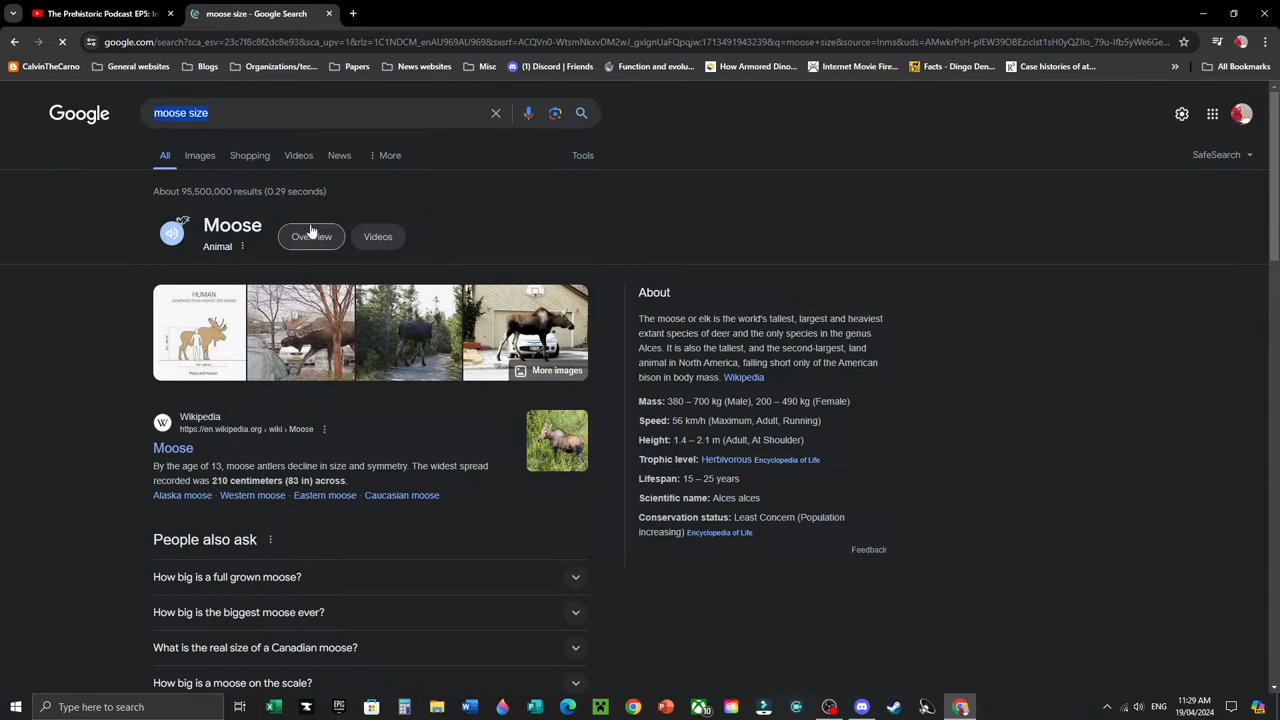 The Prehistoric Podcast EP5: I
moose size - Google Search
google.com/search?sca_esv=23c7f8c8f2dc8e93&sca_upv=1&rlz=1C1NDCM_enAU969AU969&sxsrf=ACQVn0-WtsmNkxvDM2wJ_gxIgnUaFQpqjw:1713491943239&q=moose+size&source=lnms&uds=
CalvinTheCarno
General websites
Blogs
Organizations/tec...
Papers
News websites
Misc
(1) Discord | Friends
Function and evolu...
How Armored Dino...
Internet Movie Fire...
Facts - Dingo Den...
Case histories of at...
All Bookmarks
Google
moose size
All
Images
Shopping
Videos
News
More
Tools
SafeSearch
About 95,500,000 results (0.29 seconds)
Moose
Animal
Overview
Videos
HUMAN
More images
About
The moose or elk is the world's tallest, largest and heaviest
extant species of deer and the only species in the genus
Alces. It is also the tallest, and the second-largest, land
animal in North America, falling short only of the American
bison in body mass. Wikipedia
Mass: 380 – 700 kg (Male), 200 – 490 kg (Female)
Speed: 56 km/h (Maximum, Adult, Running)
Height: 1.4 – 2.1 m (Adult, At Shoulder)
Trophic level: Herbivorous Encyclopedia of Life
Lifespan: 15 – 25 years
Scientific name: Alces alces
Conservation status: Least Concern (Population
increasing) Encyclopedia of Life
Feedback
Wikipedia
https://en.wikipedia.org › wiki › Moose
Moose
By the age of 13, moose antlers decline in size and symmetry. The widest spread
recorded was 210 centimeters (83 in) across.
Alaska moose · Western moose · Eastern moose · Caucasian moose
People also ask
How big is a full grown moose?
How big is the biggest moose ever?
What is the real size of a Canadian moose?
How big is a moose on the scale?
Type here to search
ENG
11:29 AM
19/04/2024